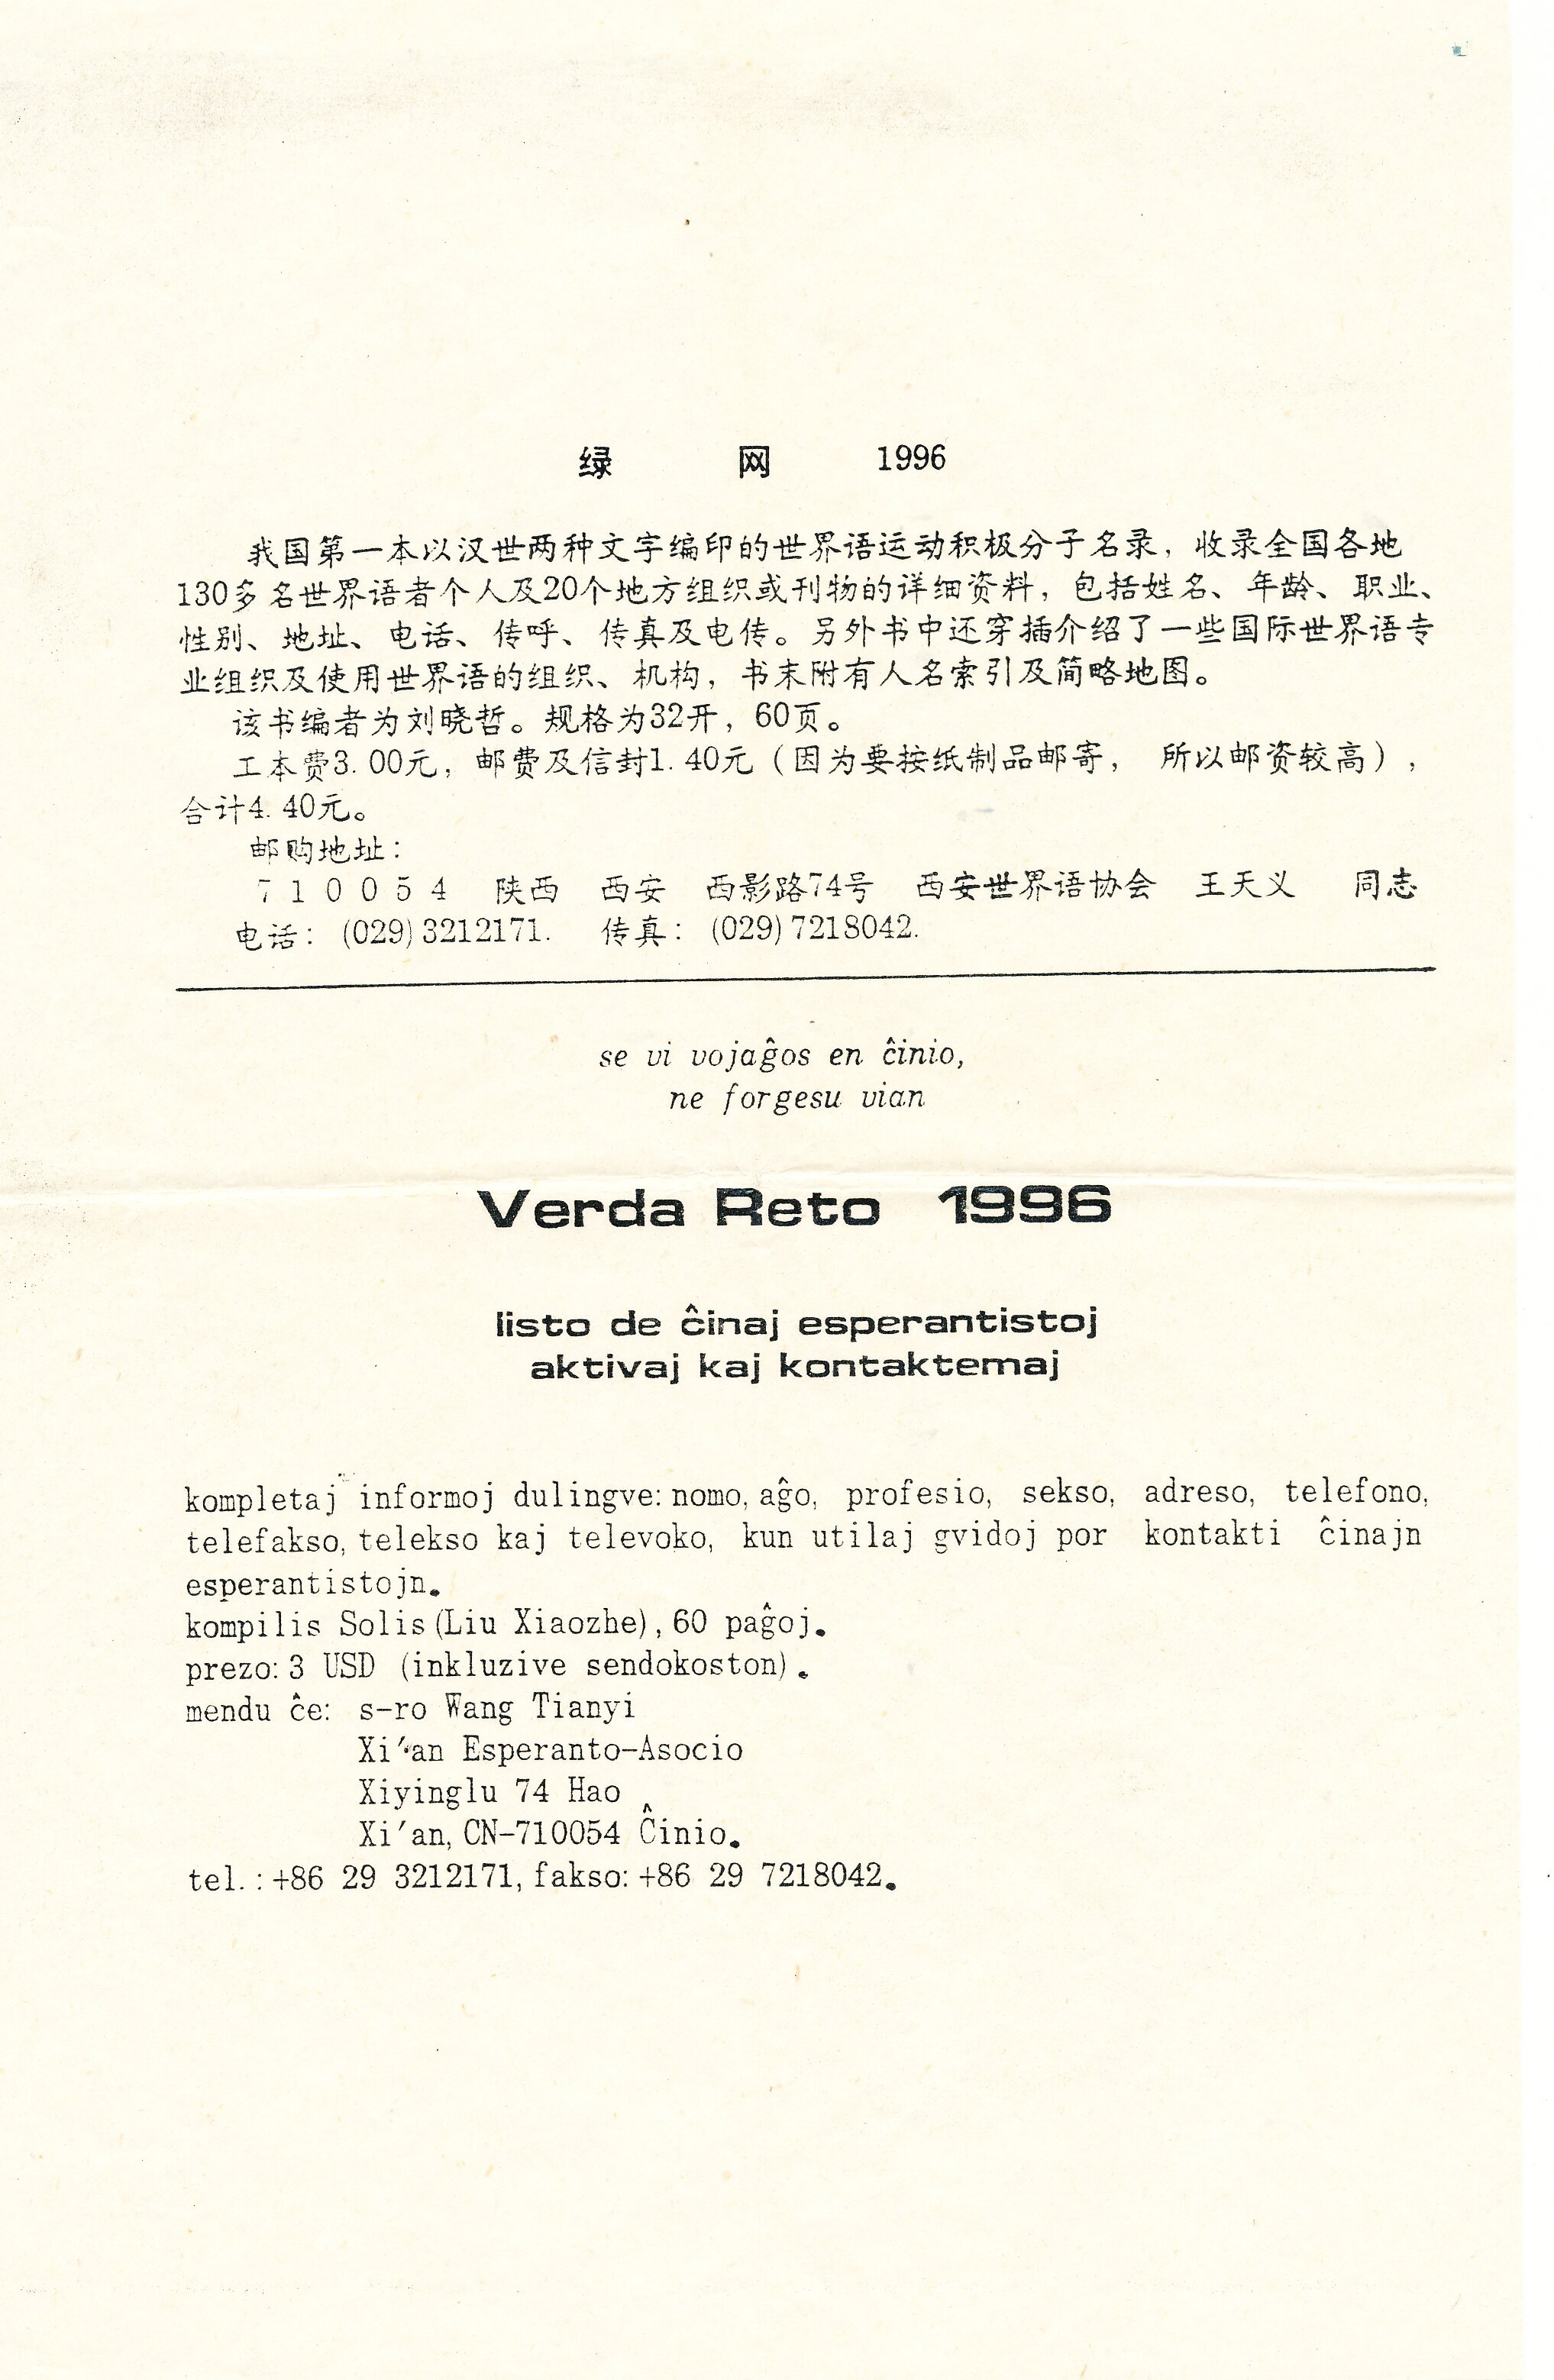 绿 网 1996
我国第一本以汉世两种文字编印的世界语运动积极分子名录，收录全国各地
130多名世界语者个人及20个地方组织或刊物的详细资料，包括姓名、年龄、职业、
性别、地址、电话、传呼、传真及电传。另外书中还穿插介绍了一些国际世界语专
业组织及使用世界语的组织、机构，书末附有人名索引及简略地图。
该书编者为刘晓哲。规格为32开，60页。
工本费3.00元，邮费及信封1.40元（因为要按纸制品邮寄， 所以邮资较高），
合计4.40元。
邮购地址：
710054 陕西 西安 西影路74号 西安世界语协会 王天义 同志
电话：(029)3212171. 传真：(029)7218042.
se vi vojaĝos en ĉinio,
ne forgesu vian
Verda Reto 1996
listo de ĉinaj esperantistoj
aktivaj kaj kontaktemaj
kompletaj informoj dulingve: nomo, aĝo, profesio, sekso, adreso, telefono,
telefakso, telekso kaj televoko, kun utilaj gvidoj por kontakti ĉinajn
esperantistojn.
kompilis Solis(Liu Xiaozhe), 60 paĝoj.
prezo: 3 USD (inkluzive sendokoston).
mendu ĉe: s-ro Wang Tianyi
Xi'an Esperanto-Asocio
Xiyinglu 74 Hao
Xi'an, CN-710054 Ĉinio.
tel.: +86 29 3212171, fakso: +86 29 7218042.